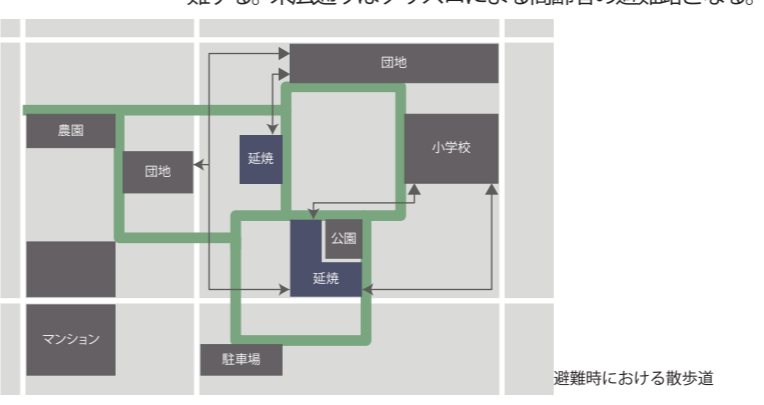 団地
農園
小学校
延焼
団地
公園
延焼
マンション
駐車場
避難時における散歩道